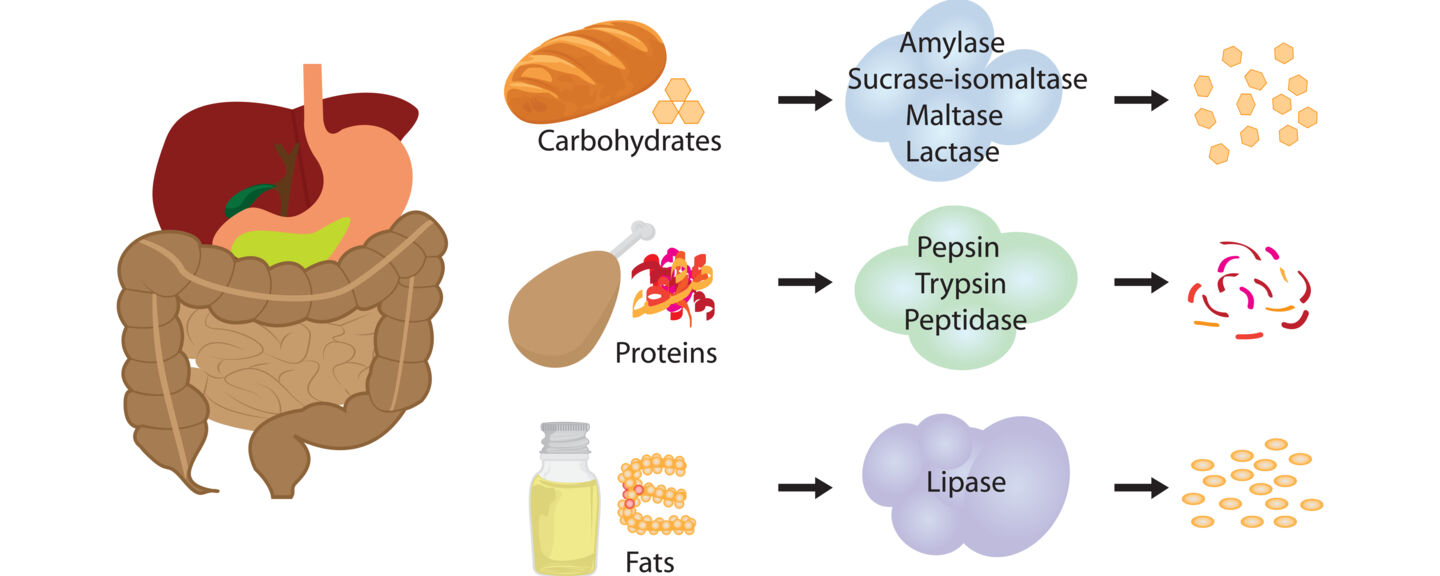 Carbohydrates
Amylase
Sucrase-isomaltase
Maltase
Lactase
Proteins
Pepsin
Trypsin
Peptidase
Fats
Lipase